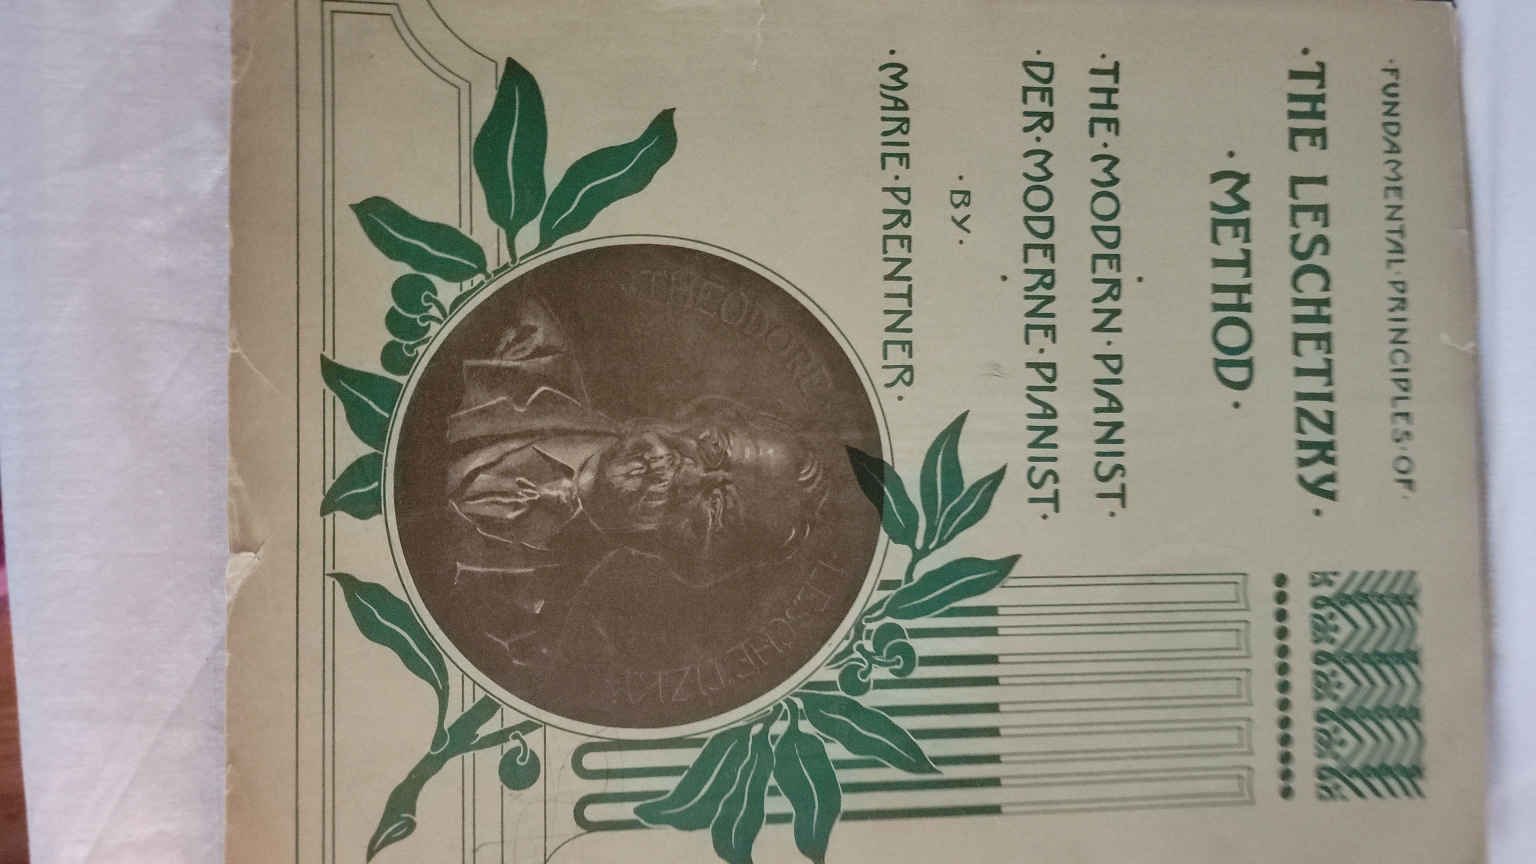 ·FUNDAMENTAL·PRINCIPLES·OF·
·THE LESCHETIZKY·
·METHOD·
·THE·MODERN·PIANIST·
DER·MODERNE·PIANIST·
·BY·
·MARIE·PRENTNER·
THEODORE LESCHETIZKY